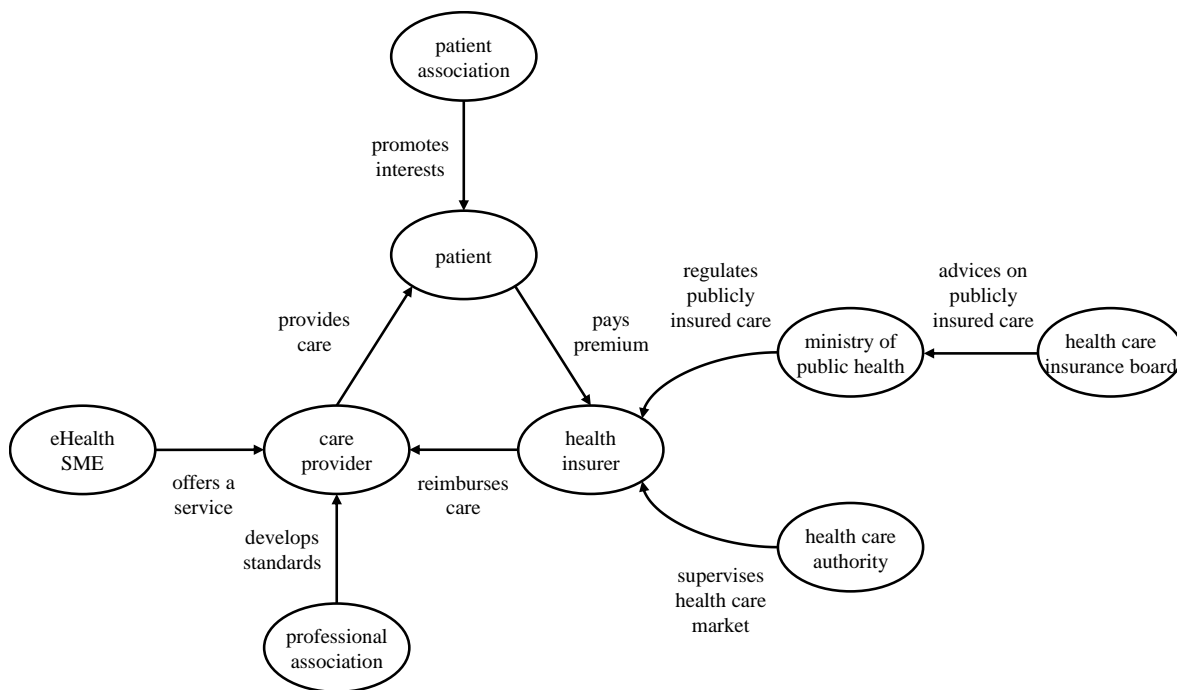 patient
association
promotes
interests
patient
regulates
publicly
insured care
advices on
publicly
insured care
provides
care
pays
premium
ministry of
public health
health care
insurance board
eHealth
SME
care
provider
health
insurer
offers a
service
reimburses
care
develops
standards
health care
authority
supervises
health care
market
professional
association